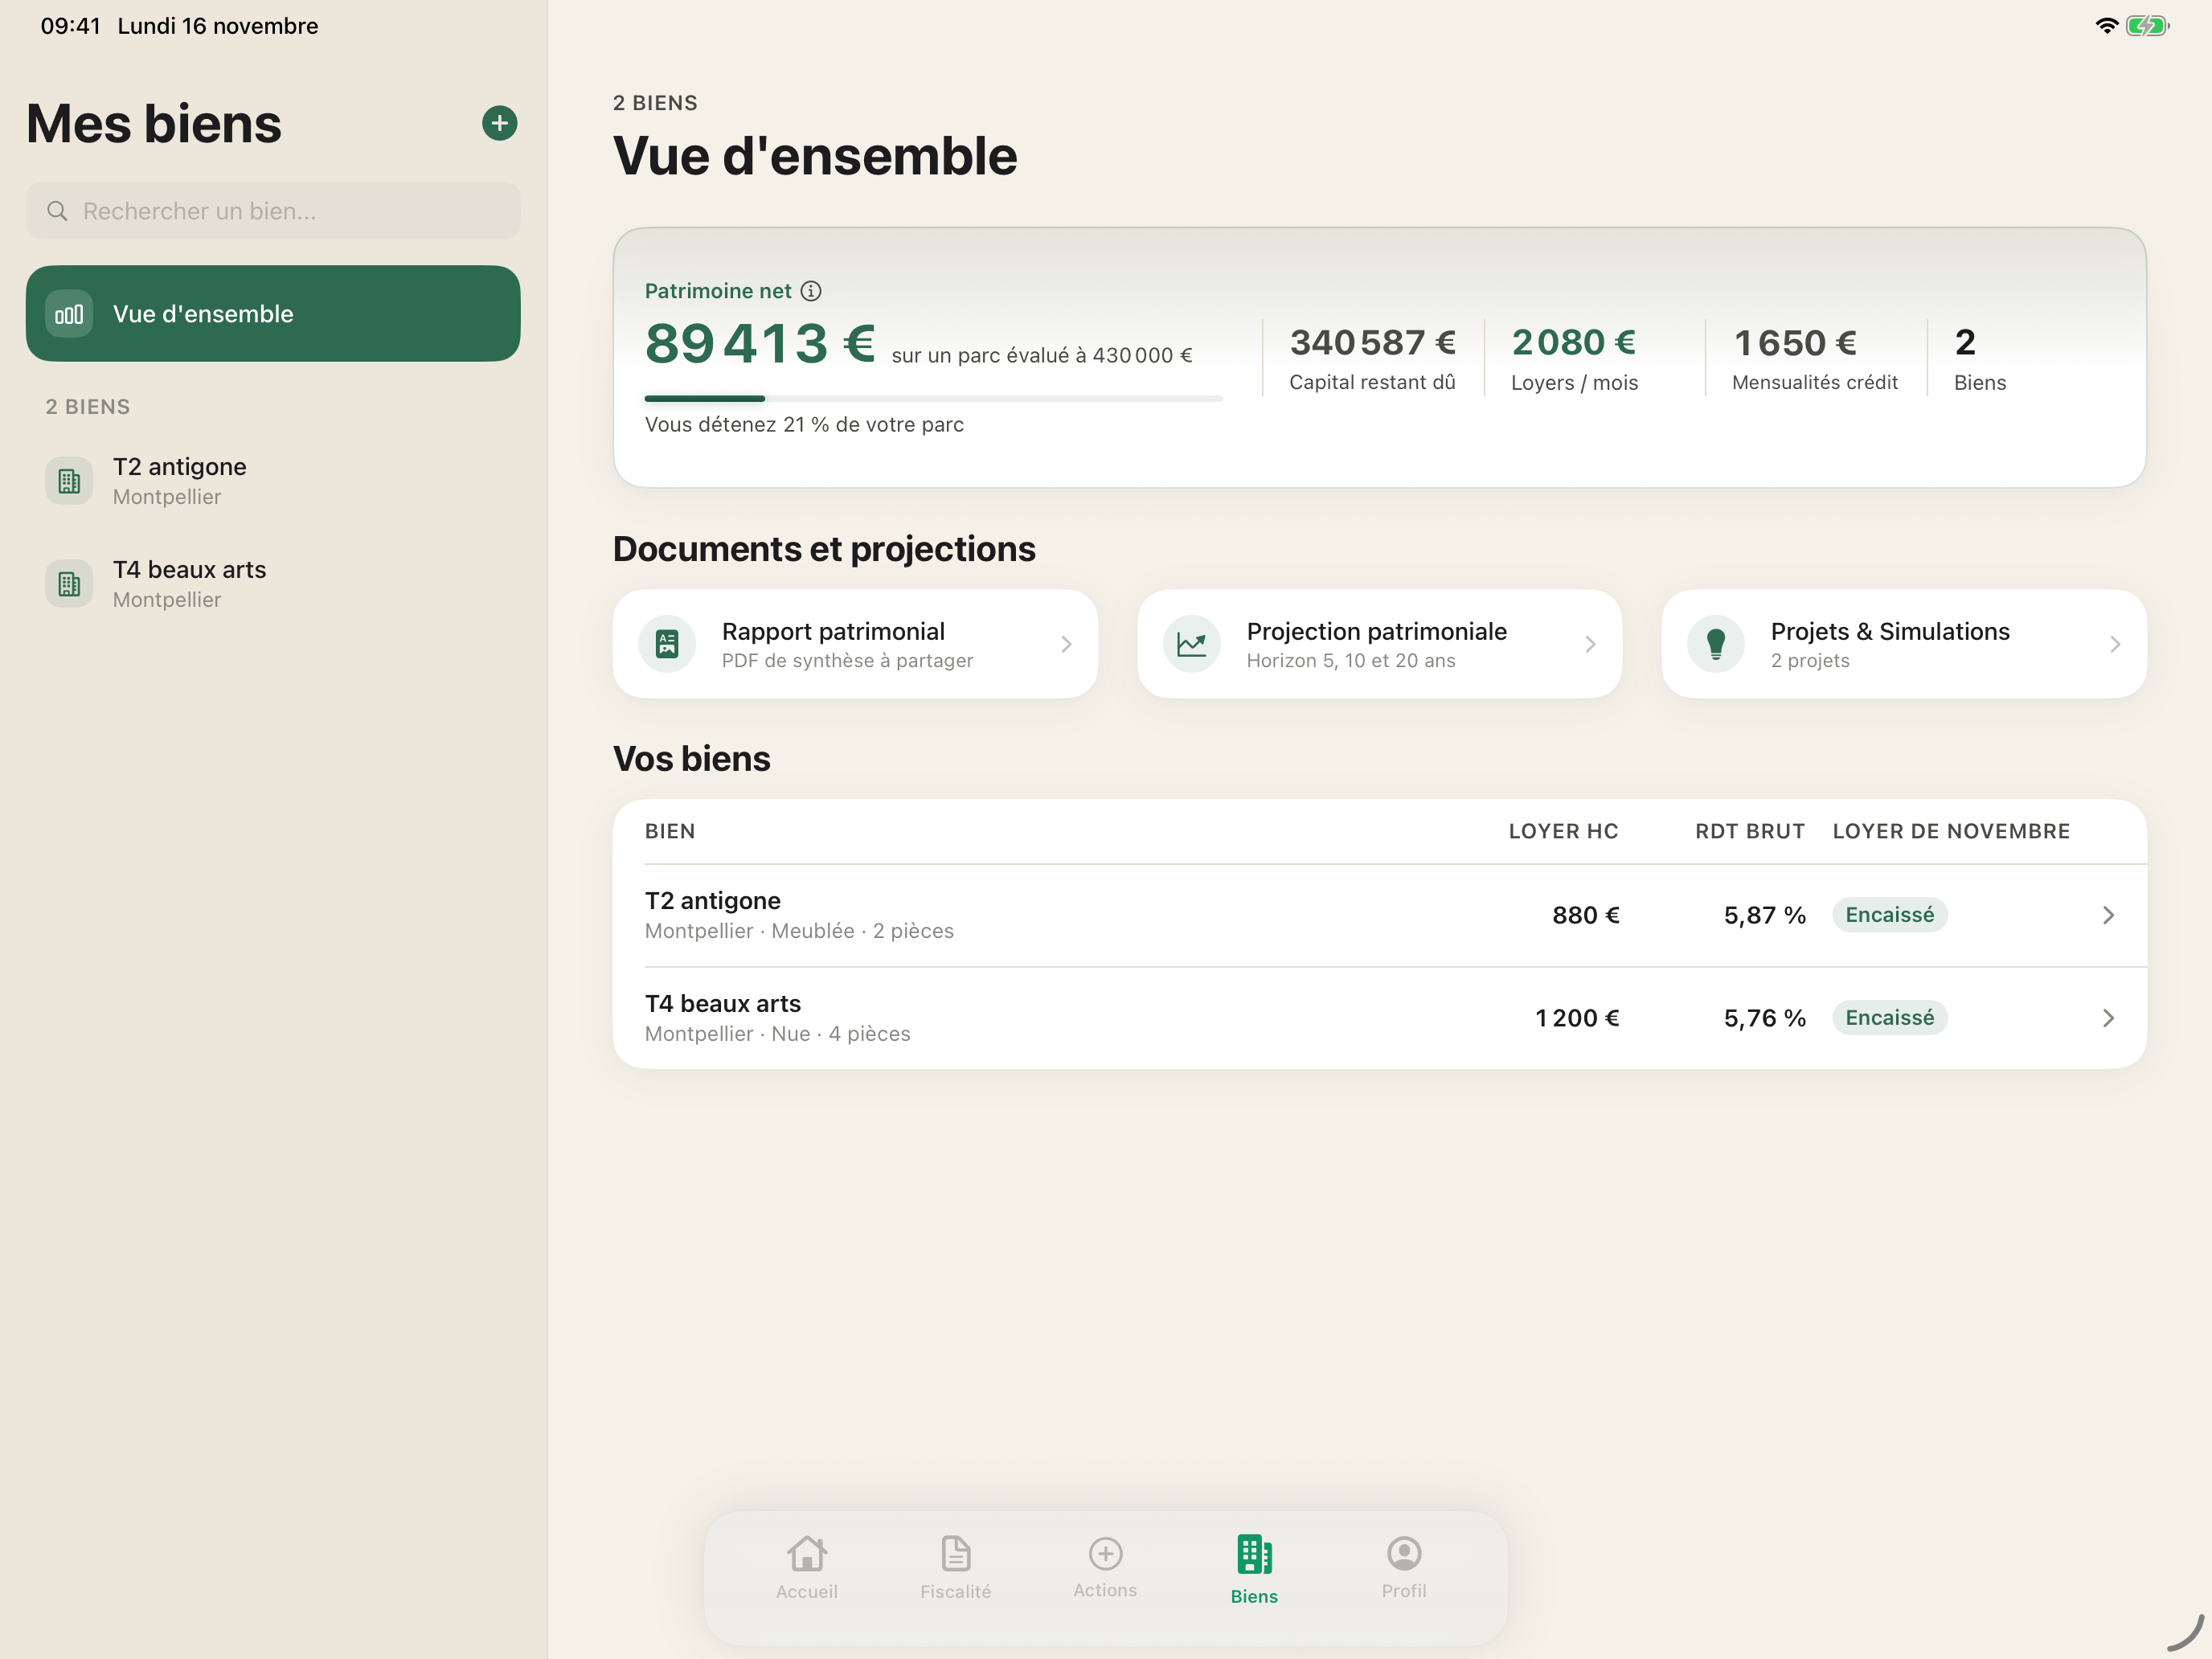 09:41 Lundi 16 novembre
Mes biens
Rechercher un bien...
Vue d'ensemble
2 BIENS
T2 antigone
Montpellier
T4 beaux arts
Montpellier
2 BIENS
Vue d'ensemble
Patrimoine net
89 413 € sur un parc évalué à 430 000 €
Vous détenez 21 % de votre parc
340 587 €
Capital restant dû
2 080 €
Loyers / mois
1 650 €
Mensualités crédit
2
Biens
Documents et projections
Rapport patrimonial
PDF de synthèse à partager
Projection patrimoniale
Horizon 5, 10 et 20 ans
Projets & Simulations
2 projets
Vos biens
BIEN LOYER HC RDT BRUT LOYER DE NOVEMBRE
T2 antigone
Montpellier · Meublée · 2 pièces
880 € 5,87 % Encaissé
T4 beaux arts
Montpellier · Nue · 4 pièces
1 200 € 5,76 % Encaissé
Accueil Fiscalité Actions Biens Profil